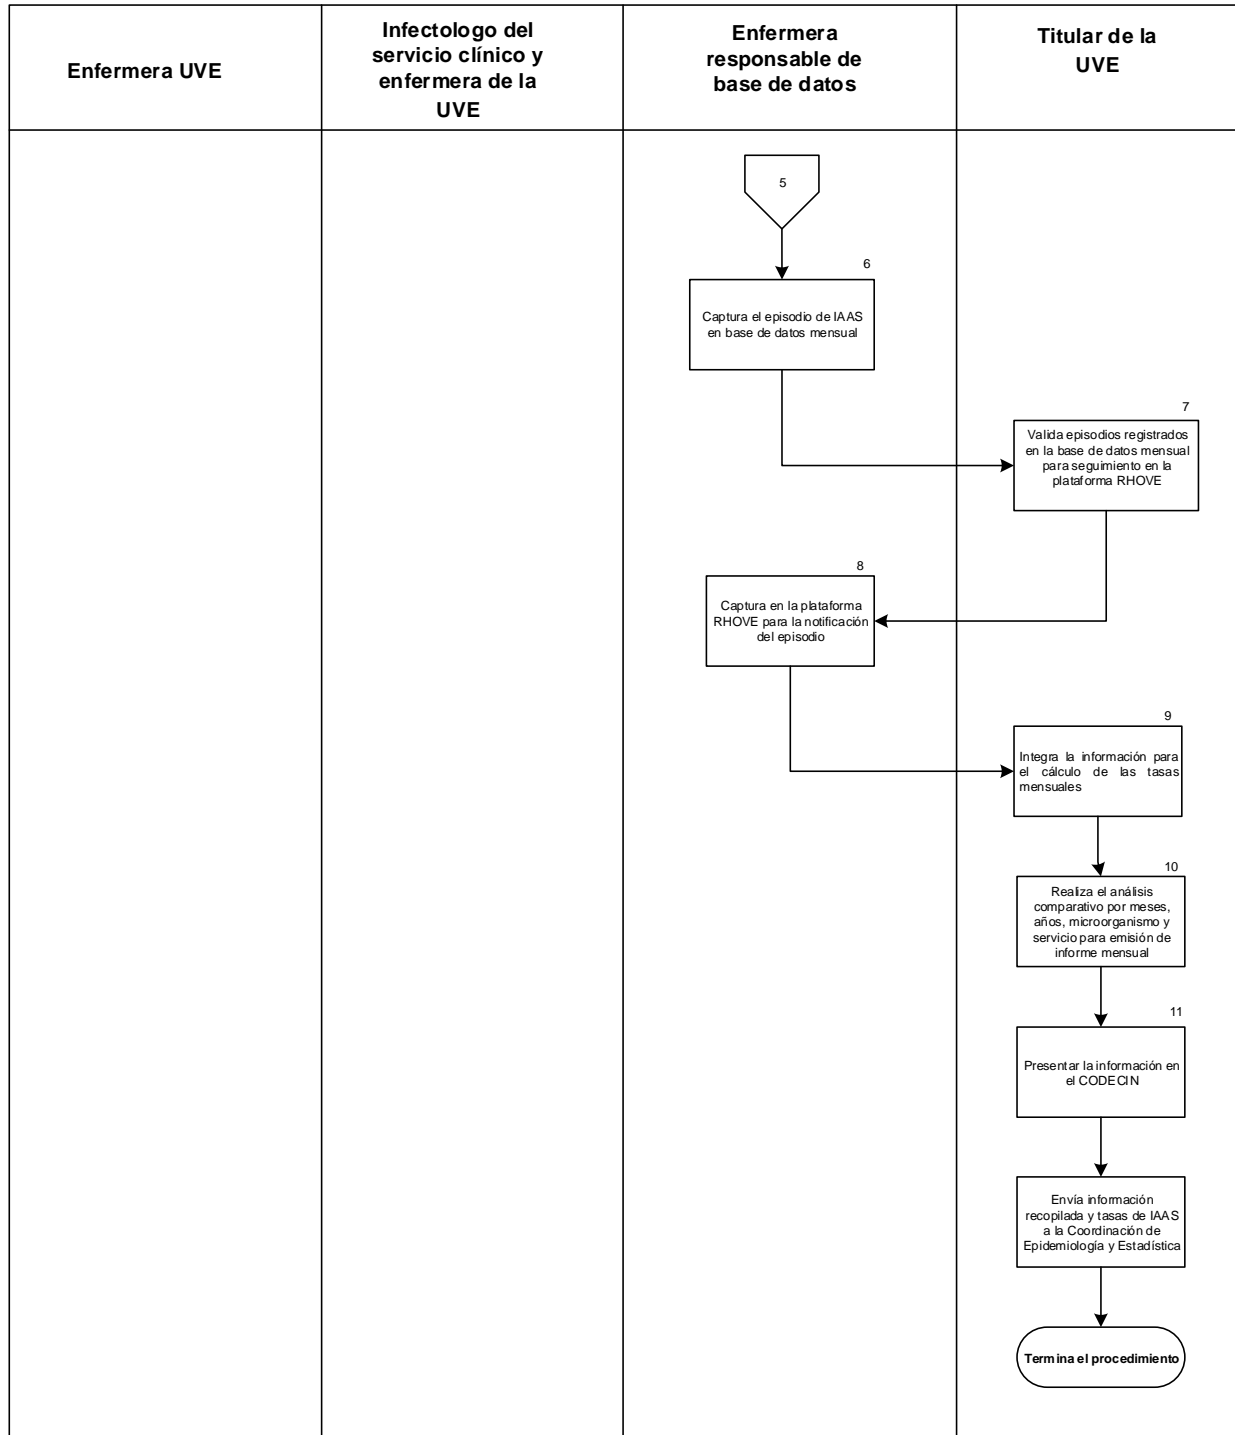 Enfermera UVE
Infectologo del
servicio clínico y
enfermera de la
UVE
Enfermera
responsable de
base de datos
Titular de la
UVE
5
6
Captura el episodio de IAAS
en base de datos mensual
7
Valida episodios registrados
en la base de datos mensual
para seguimiento en la
plataforma RHOVE
8
Captura en la plataforma
RHOVE para la notificación
del episodio
9
Integra la información para
el cálculo de las tasas
mensuales
10
Realiza el análisis
comparativo por meses,
años, microorganismo y
servicio para emisión de
informe mensual
11
Presentar la información en
el CODECIN
Envía información
recopilada y tasas de IAAS
a la Coordinación de
Epidemiología y Estadística
Termina el procedimiento